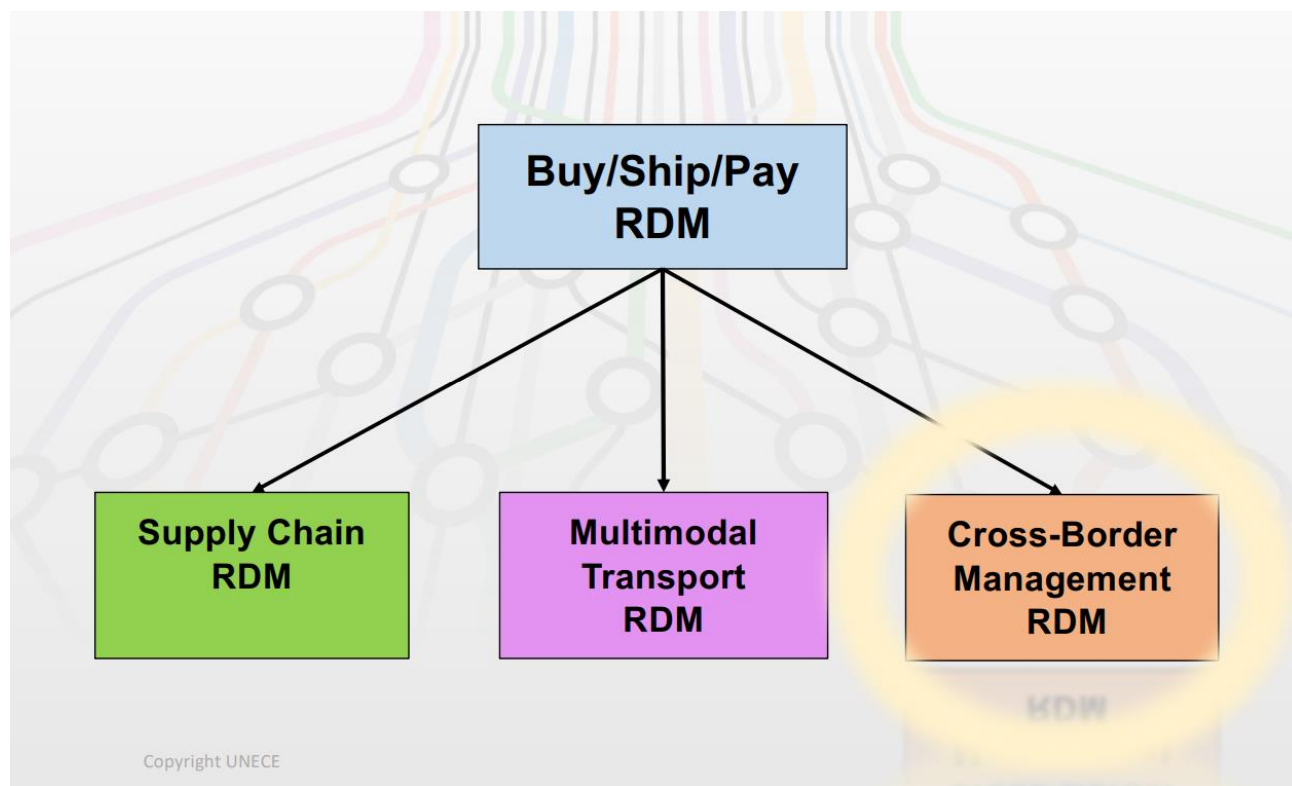 Buy/Ship/Pay
RDM
Supply Chain
RDM
Multimodal
Transport
RDM
Cross-Border
Management
RDM
Copyright UNECE